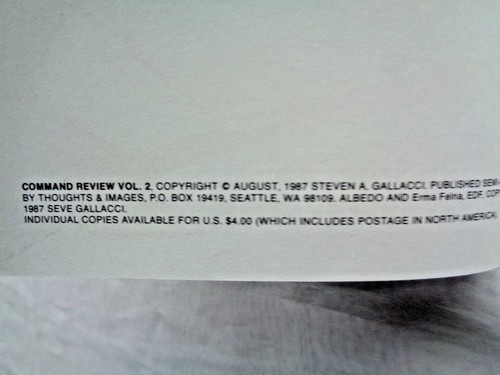 COMMAND REVIEW VOL. 2, COPYRIGHT © AUGUST, 1987 STEVEN A. GALLACCI. PUBLISHED SEMI-
BY THOUGHTS & IMAGES, P.O. BOX 19419, SEATTLE, WA 98109. ALBEDO AND Erma Felna, EDF, COP
1987 SEVE GALLACCI.
INDIVIDUAL COPIES AVAILABLE FOR U.S. $4.00 (WHICH INCLUDES POSTAGE IN NORTH AMERICA)